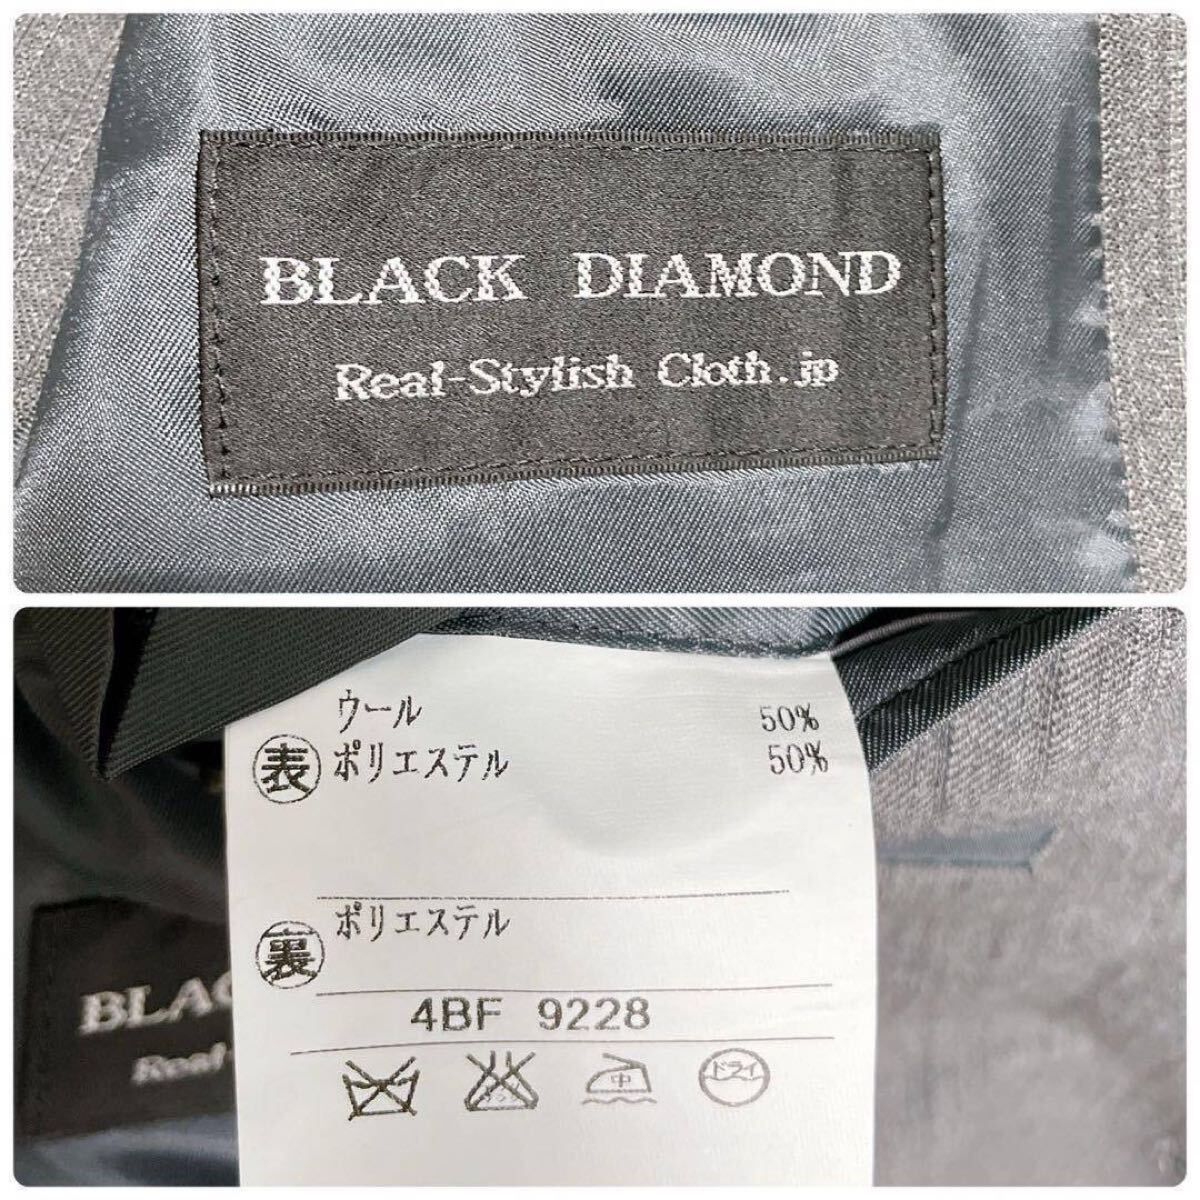 BLACK DIAMOND
Real-Stylish Cloth.jp
ウール 50%
表 ポリエステル 50%
裏 ポリエステル
4BF 9228
中 ドライ
BLAC
Real-